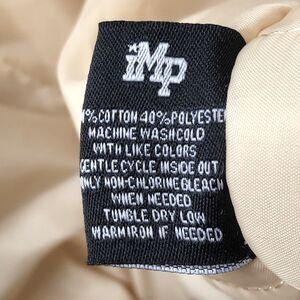 iMP
% COTTON 40% POLYESTE
MACHINE WASH COLD
WITH LIKE COLORS
GENTLE CYCLE INSIDE OUT
ONLY NON-CHLORINE BLEACH
WHEN NEEDED
TUMBLE DRY LOW
WARM IRON IF NEEDED